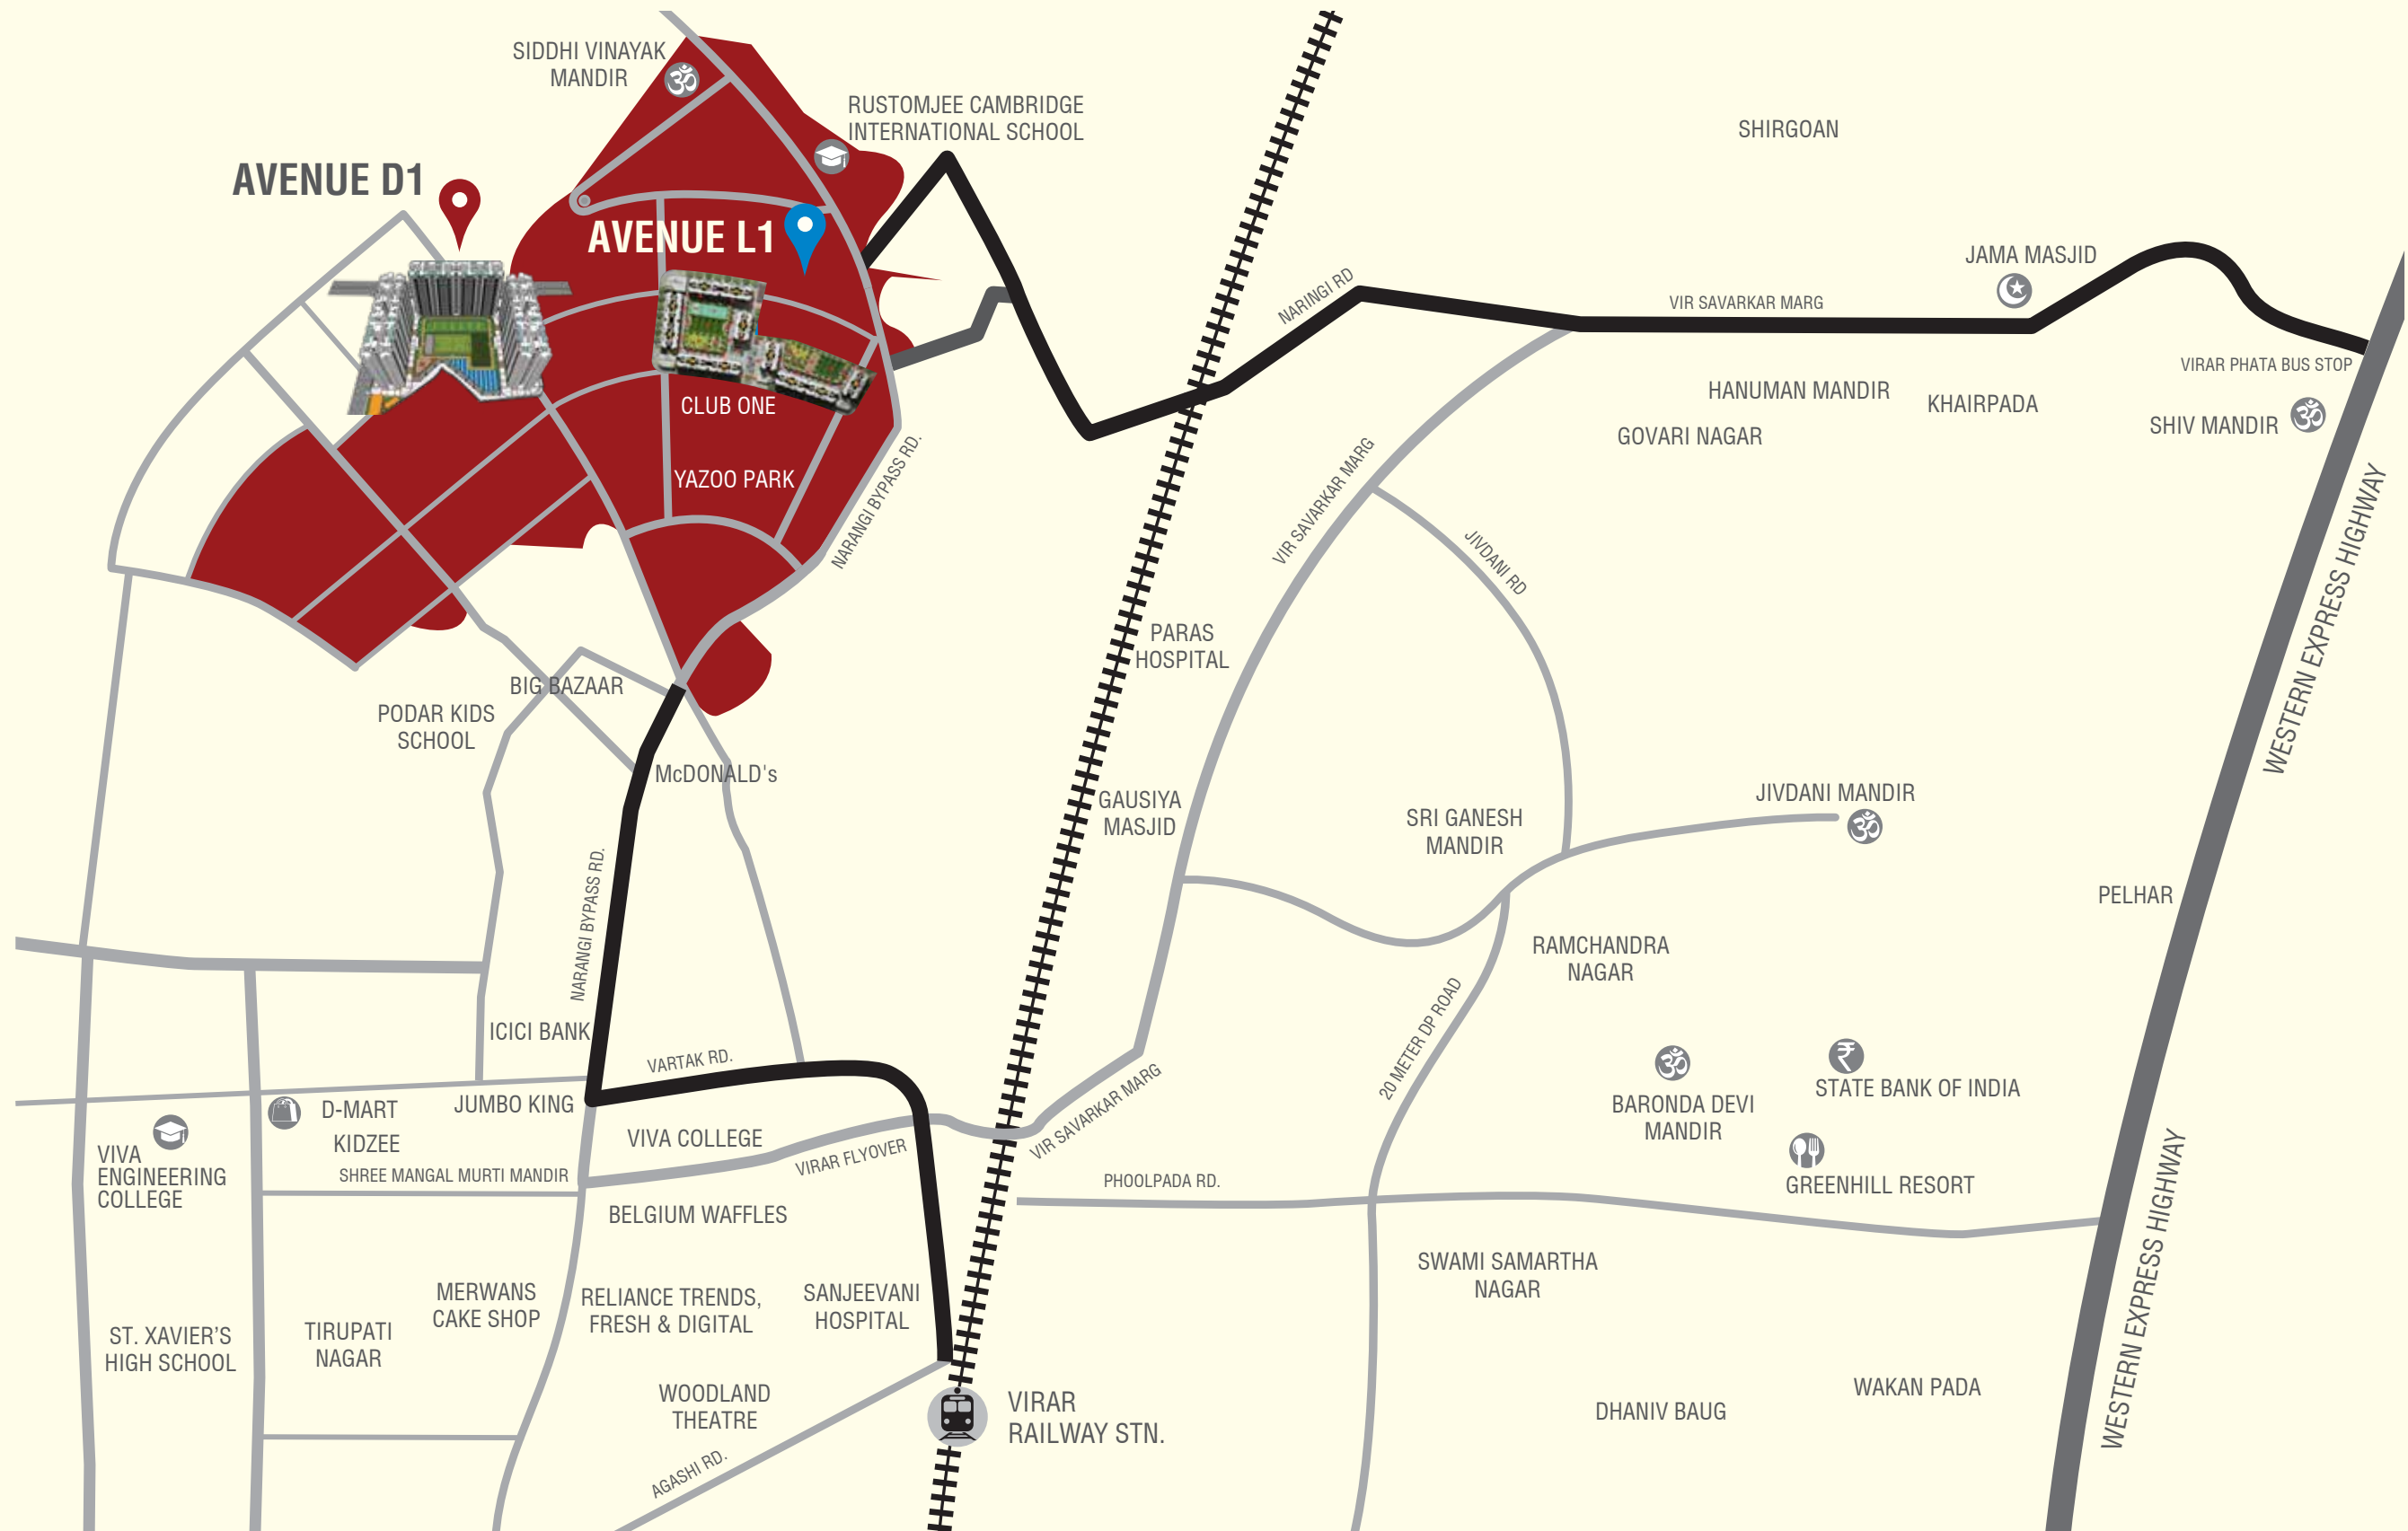 SIDDHI VINAYAK
MANDIR
RUSTOMJEE CAMBRIDGE
INTERNATIONAL SCHOOL
SHIRGOAN
AVENUE D1
AVENUE L1
JAMA MASJID
NARINGI RD
VIR SAVARKAR MARG
VIRAR PHATA BUS STOP
HANUMAN MANDIR
KHAIRPADA
CLUB ONE
GOVARI NAGAR
SHIV MANDIR
YAZOO PARK
NARANGI BYPASS RD.
VIR SAVARKAR MARG
JIVDANI RD
WESTERN EXPRESS HIGHWAY
PARAS
HOSPITAL
BIG BAZAAR
PODAR KIDS
SCHOOL
McDONALD's
GAUSIYA
MASJID
SRI GANESH
MANDIR
JIVDANI MANDIR
PELHAR
NARANGI BYPASS RD.
RAMCHANDRA
NAGAR
ICICI BANK
VARTAK RD.
20 METER DP ROAD
D-MART
JUMBO KING
KIDZEE
VIVA
ENGINEERING
COLLEGE
VIVA COLLEGE
VIRAR FLYOVER
VIR SAVARKAR MARG
BARONDA DEVI
MANDIR
STATE BANK OF INDIA
SHREE MANGAL MURTI MANDIR
PHOOLPADA RD.
GREENHILL RESORT
BELGIUM WAFFLES
WESTERN EXPRESS HIGHWAY
SWAMI SAMARTHA
NAGAR
MERWANS
CAKE SHOP
RELIANCE TRENDS,
FRESH & DIGITAL
SANJEEVANI
HOSPITAL
ST. XAVIER'S
HIGH SCHOOL
TIRUPATI
NAGAR
WOODLAND
THEATRE
VIRAR
RAILWAY STN.
WAKAN PADA
DHANIV BAUG
AGASHI RD.